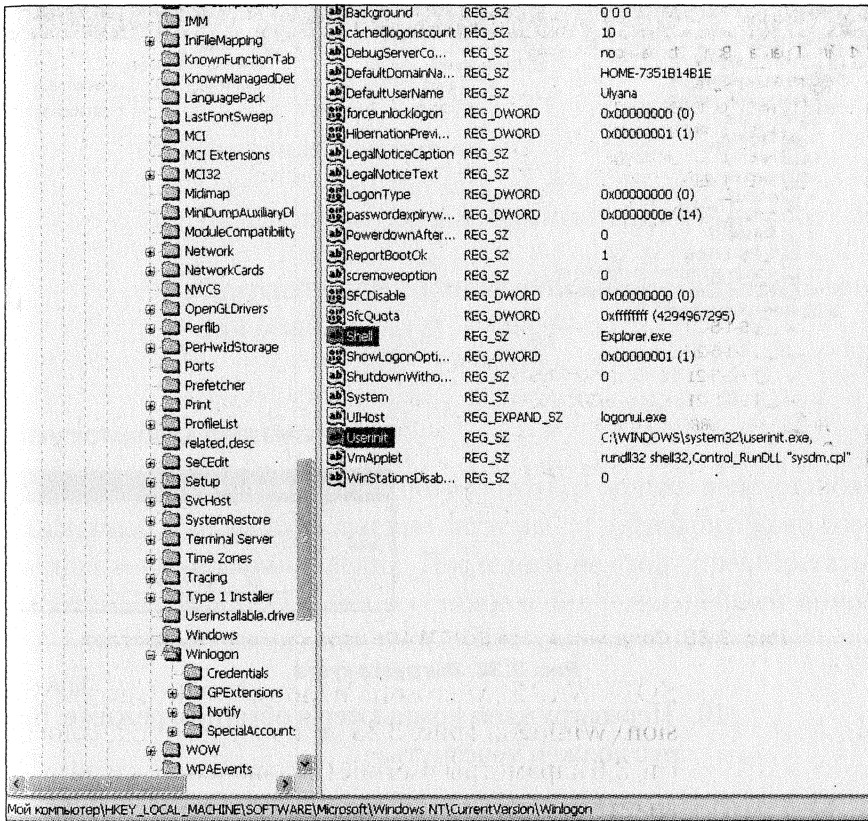 IMM
IniFileMapping
KnownFunctionTab
KnownManagedDet
LanguagePack
LastFontSweep
MCI
MCI Extensions
MCI32
Midimap
MiniDumpAuxiliaryDl
ModuleCompatibility
Network
NetworkCards
NWCS
OpenGLDrivers
Perflib
PerHwIdStorage
Ports
Prefetcher
Print
ProfileList
related.desc
SeCEdit
Setup
SvcHost
SystemRestore
Terminal Server
Time Zones
Tracing
Type 1 Installer
Userinstallable.drive
Windows
Winlogon
Credentials
GPExtensions
Notify
SpecialAccount:
WOW
WPAEvents
Background REG_SZ 0 0 0
cachedlogonscount REG_SZ 10
DebugServerCo... REG_SZ no
DefaultDomainNa... REG_SZ HOME-7351B14B1E
DefaultUserName REG_SZ Ulyana
forceunlocklogon REG_DWORD 0x00000000 (0)
HibernationPrevi... REG_DWORD 0x00000001 (1)
LegalNoticeCaption REG_SZ
LegalNoticeText REG_SZ
LogonType REG_DWORD 0x00000000 (0)
passwordexpiryw... REG_DWORD 0x0000000e (14)
PowerdownAfter... REG_SZ 0
ReportBootOk REG_SZ 1
scremoveoption REG_SZ 0
SFCDisable REG_DWORD 0x00000000 (0)
SfcQuota REG_DWORD 0xffffffff (4294967295)
Shell REG_SZ Explorer.exe
ShowLogonOpti... REG_DWORD 0x00000001 (1)
ShutdownWitho... REG_SZ 0
System REG_SZ
UIHost REG_EXPAND_SZ logonui.exe
Userinit REG_SZ C:\WINDOWS\system32\userinit.exe,
VmApplet REG_SZ rundll32 shell32,Control_RunDLL "sysdm.cpl"
WinStationsDisab... REG_SZ 0
Мой компьютер\HKEY_LOCAL_MACHINE\SOFTWARE\Microsoft\Windows NT\CurrentVersion\Winlogon